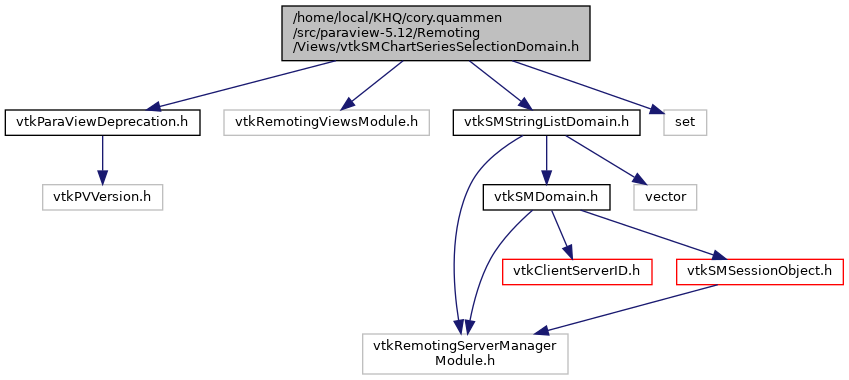 /home/local/KHQ/cory.quammen
/src/paraview-5.12/Remoting
/Views/vtkSMChartSeriesSelectionDomain.h
vtkParaViewDeprecation.h
vtkRemotingViewsModule.h
vtkSMStringListDomain.h
set
vtkPVVersion.h
vtkSMDomain.h
vector
vtkClientServerID.h
vtkSMSessionObject.h
vtkRemotingServerManager
Module.h